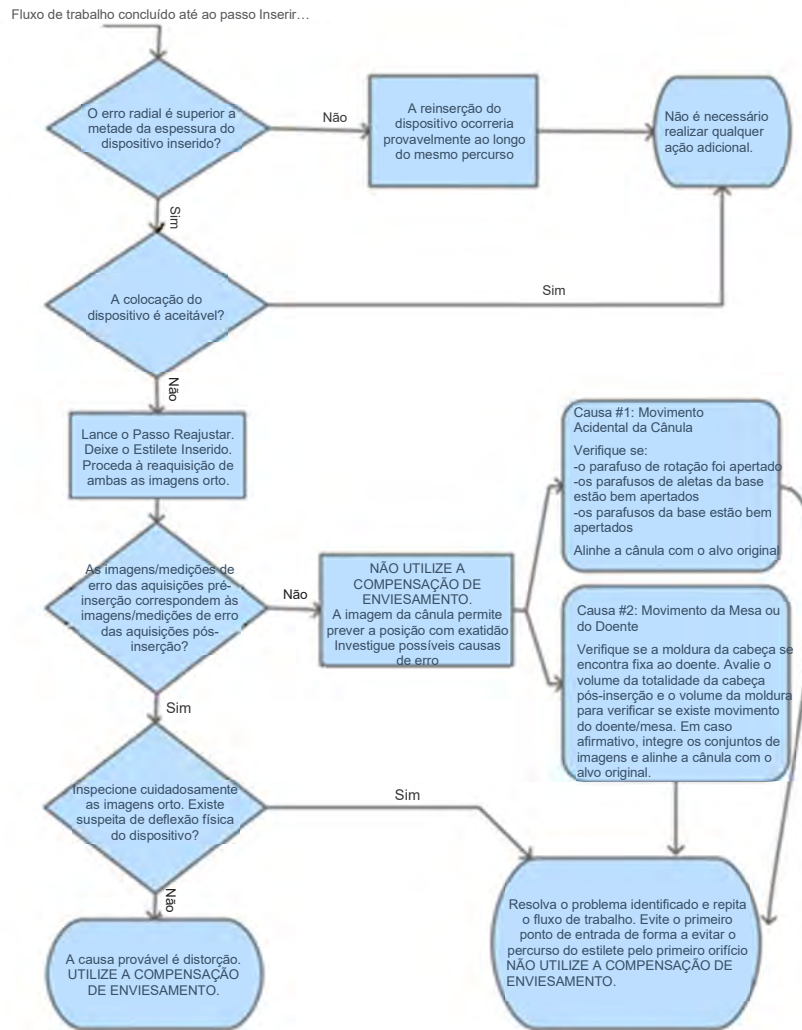 Fluxo de trabalho concluído até ao passo Inserir…
O erro radial é superior a
metade da espessura do
dispositivo inserido?
Não
A reinserção do
dispositivo ocorreria
provavelmente ao longo
do mesmo percurso
Não é necessário
realizar qualquer
ação adicional.
Sim
A colocação do
dispositivo é aceitável?
Sim
Não
Lance o Passo Reajustar.
Deixe o Estilete Inserido.
Proceda à reaquisição de
ambas as imagens orto.
As imagens/medições de
erro das aquisições pré-
inserção correspondem às
imagens/medições de erro
das aquisições pós-
inserção?
Não
NÃO UTILIZE A
COMPENSAÇÃO DE
ENVIESAMENTO.
A imagem da cânula permite
prever a posição com exatidão
Investigue possíveis causas
de erro
Causa #1: Movimento
Acidental da Cânula
Verifique se:
-o parafuso de rotação foi apertado
-os parafusos de aletas da base
estão bem apertados
-os parafusos da base estão bem
apertados
Alinhe a cânula com o alvo original
Causa #2: Movimento da Mesa ou
do Doente
Verifique se a moldura da cabeça se
encontra fixa ao doente. Avalie o
volume da totalidade da cabeça
pós-inserção e o volume da moldura
para verificar se existe movimento
do doente/mesa. Em caso
afirmativo, integre os conjuntos de
imagens e alinhe a cânula com o
alvo original.
Sim
Inspecione cuidadosamente
as imagens orto. Existe
suspeita de deflexão física
do dispositivo?
Sim
Não
A causa provável é distorção.
UTILIZE A COMPENSAÇÃO
DE ENVIESAMENTO.
Resolva o problema identificado e repita
o fluxo de trabalho. Evite o primeiro
ponto de entrada de forma a evitar o
percurso do estilete pelo primeiro orifício
NÃO UTILIZE A COMPENSAÇÃO DE
ENVIESAMENTO.